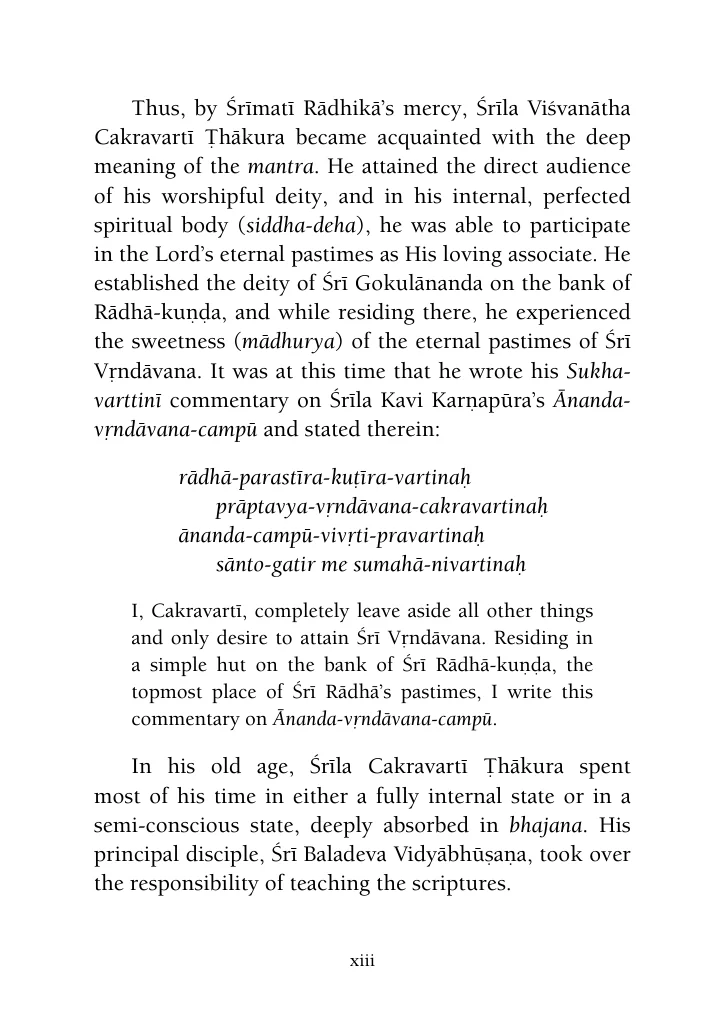 Thus, by Śrīmatī Rādhikā’s mercy, Śrīla Viśvanātha
Cakravartī Ṭhākura became acquainted with the deep
meaning of the mantra. He attained the direct audience
of his worshipful deity, and in his internal, perfected
spiritual body (siddha-deha), he was able to participate
in the Lord’s eternal pastimes as His loving associate. He
established the deity of Śrī Gokulānanda on the bank of
Rādhā-kuṇḍa, and while residing there, he experienced
the sweetness (mādhurya) of the eternal pastimes of Śrī
Vṛndāvana. It was at this time that he wrote his Sukha-
varttinī commentary on Śrīla Kavi Karṇapūra’s Ānanda-
vṛndāvana-campū and stated therein:
rādhā-parastīra-kuṭīra-vartinaḥ
prāptavya-vṛndāvana-cakravartinaḥ
ānanda-campū-vivṛti-pravartinaḥ
sānto-gatir me sumahā-nivartinaḥ
I, Cakravartī, completely leave aside all other things
and only desire to attain Śrī Vṛndāvana. Residing in
a simple hut on the bank of Śrī Rādhā-kuṇḍa, the
topmost place of Śrī Rādhā’s pastimes, I write this
commentary on Ānanda-vṛndāvana-campū.
In his old age, Śrīla Cakravartī Ṭhākura spent
most of his time in either a fully internal state or in a
semi-conscious state, deeply absorbed in bhajana. His
principal disciple, Śrī Baladeva Vidyābhūṣaṇa, took over
the responsibility of teaching the scriptures.
xiii